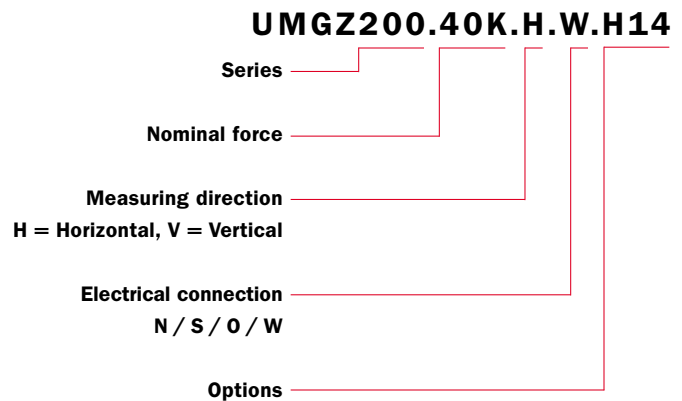 UMGZ200.40K.H.W.H14
Series
Nominal force
Measuring direction
H = Horizontal, V = Vertical
Electrical connection
N / S / O / W
Options